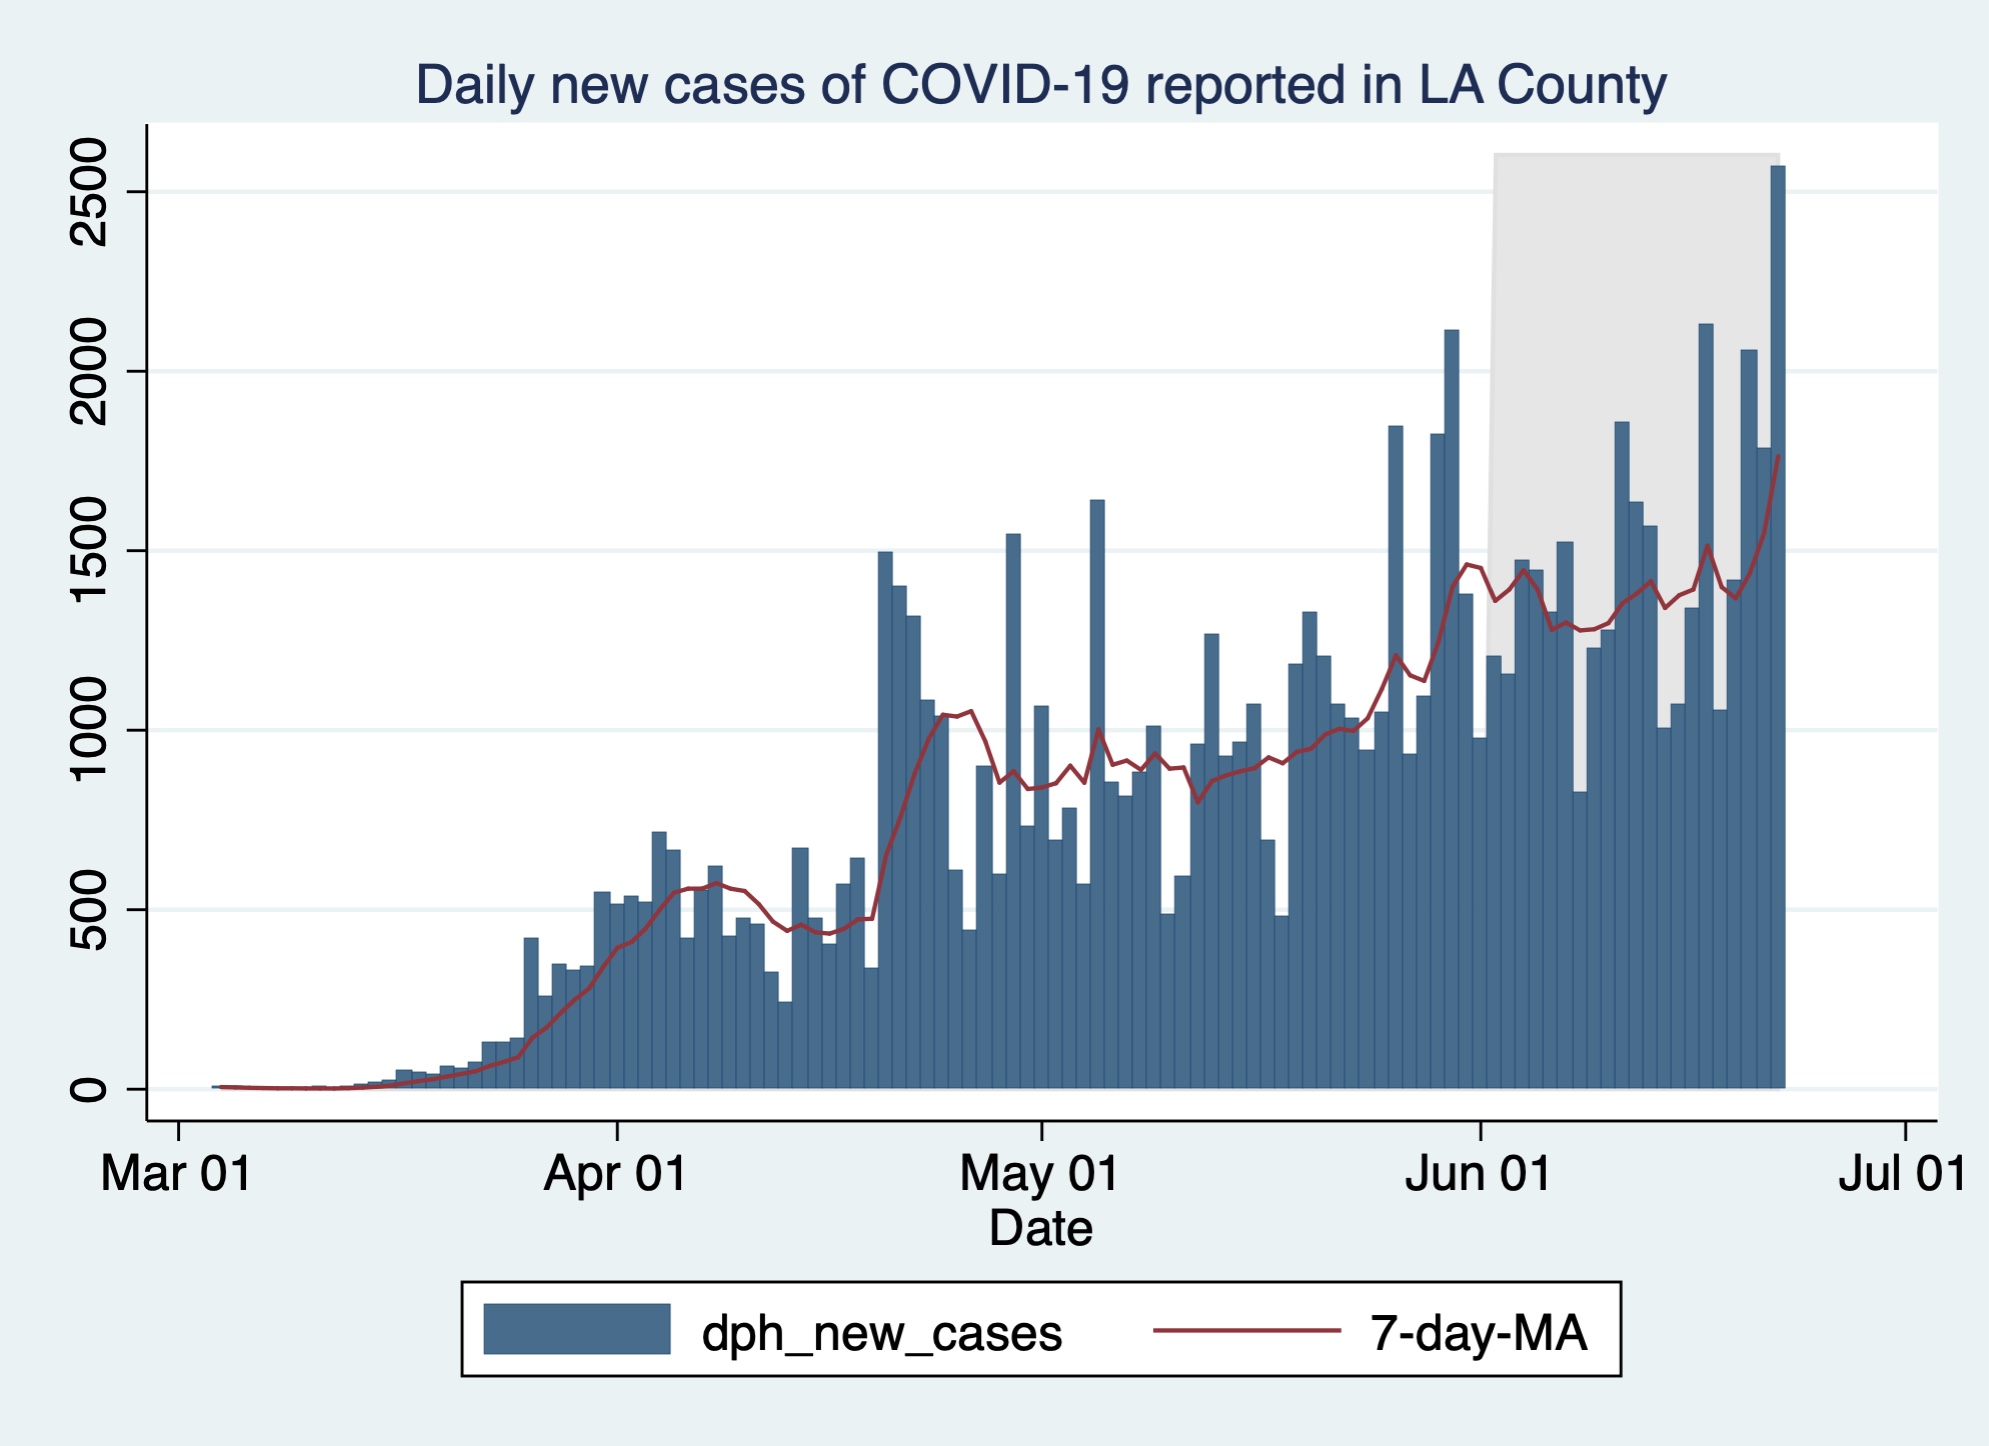 Daily new cases of COVID-19 reported in LA County
2500
2000
1500
1000
500
0
Mar 01 Apr 01 May 01 Jun 01 Jul 01
Date
dph_new_cases 7-day-MA